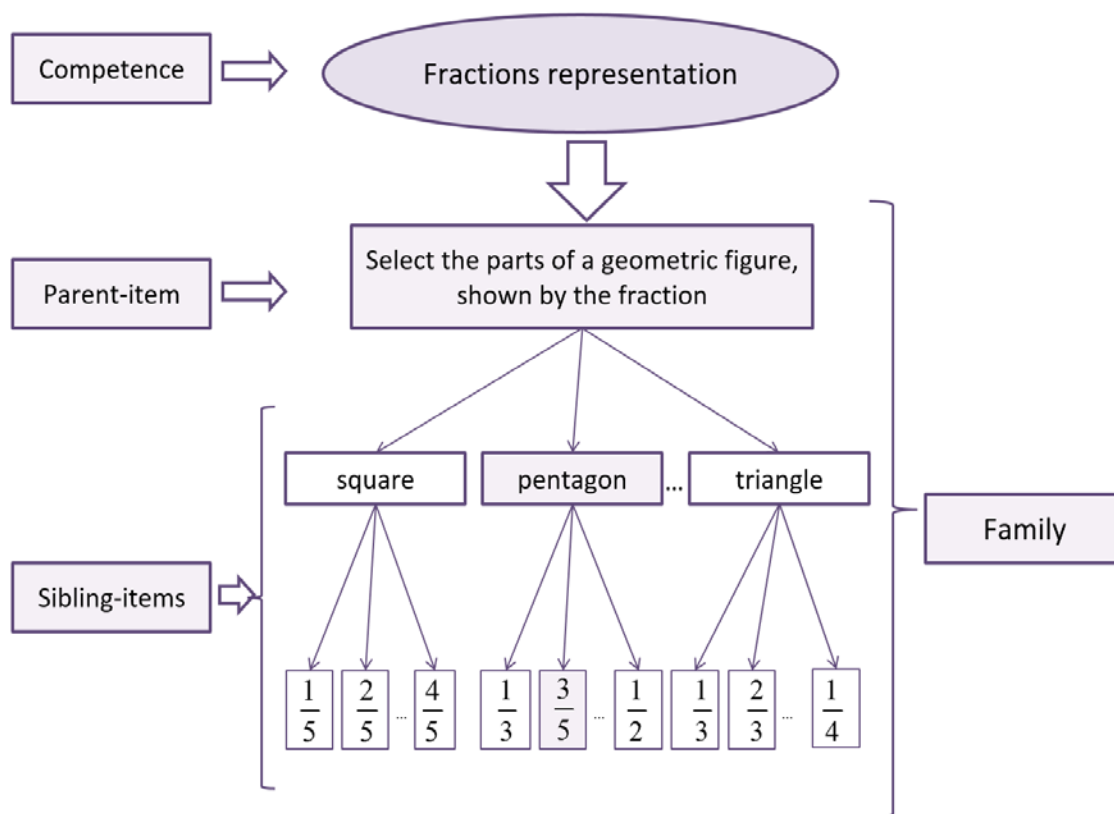 Competence
Fractions representation
Parent-item
Select the parts of a geometric figure,
shown by the fraction
square
pentagon
...
triangle
Family
Sibling-items
1/5
2/5
...
4/5
1/3
3/5
...
1/2
1/3
2/3
...
1/4